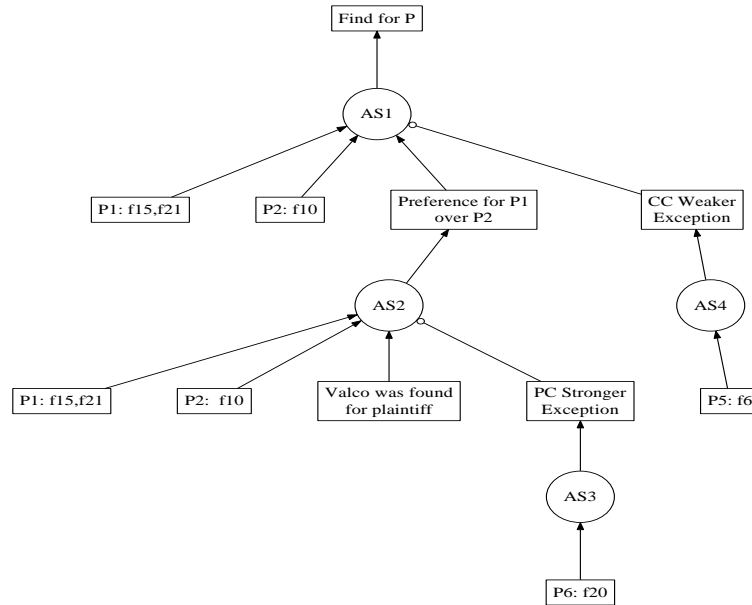 Find for P
AS1
P1: f15,f21
P2: f10
Preference for P1
over P2
CC Weaker
Exception
AS2
AS4
P1: f15,f21
P2: f10
Valco was found
for plaintiff
PC Stronger
Exception
P5: f6
AS3
P6: f20